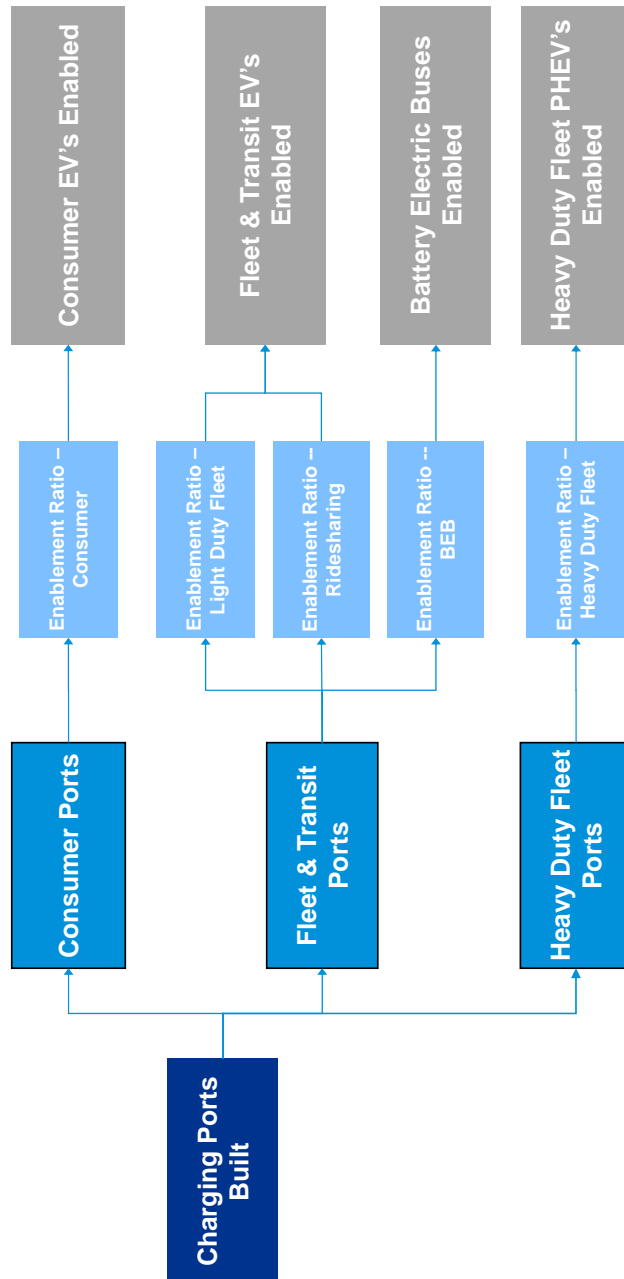 Charging Ports
Built
Consumer Ports
Fleet & Transit
Ports
Heavy Duty Fleet
Ports
Enablement Ratio –
Consumer
Enablement Ratio –
Light Duty Fleet
Enablement Ratio --
Ridesharing
Enablement Ratio --
BEB
Enablement Ratio –
Heavy Duty Fleet
Consumer EV's Enabled
Fleet & Transit EV's
Enabled
Battery Electric Buses
Enabled
Heavy Duty Fleet PHEV's
Enabled